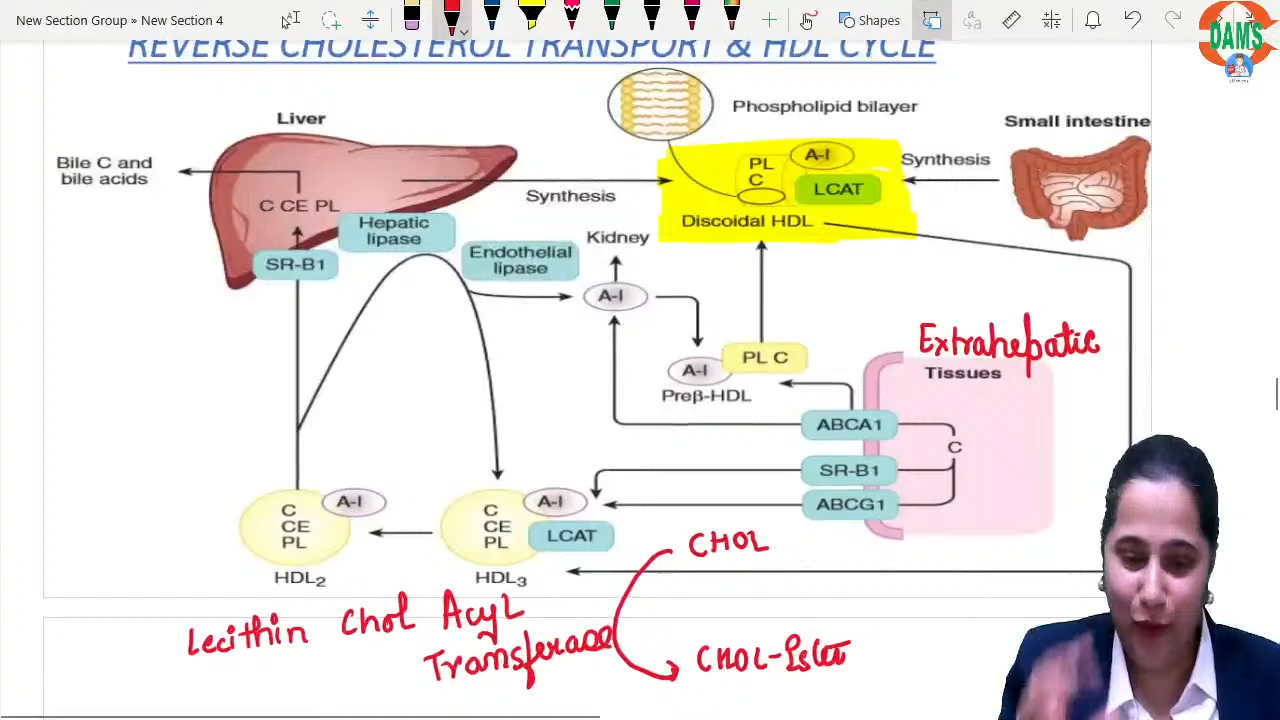 New Section Group » New Section 4
Shapes
DAMS
REVERSE CHOLESTEROL TRANSPORT & HDL CYCLE
Phospholipid bilayer
Liver
Small intestine
Bile C and
bile acids
PL
C
A-I
LCAT
Synthesis
Synthesis
C CE PL
Discoidal HDL
Hepatic
lipase
Kidney
Endothelial
lipase
SR-B1
A-I
Extrahepatic
Tissues
A-I
PL C
Preβ-HDL
ABCA1
C
SR-B1
ABCG1
C
CE
PL
A-I
HDL2
C
CE
PL
A-I
LCAT
HDL3
CHOL
Lecithin Chol Acyl
Transferase
CHOL-Ester